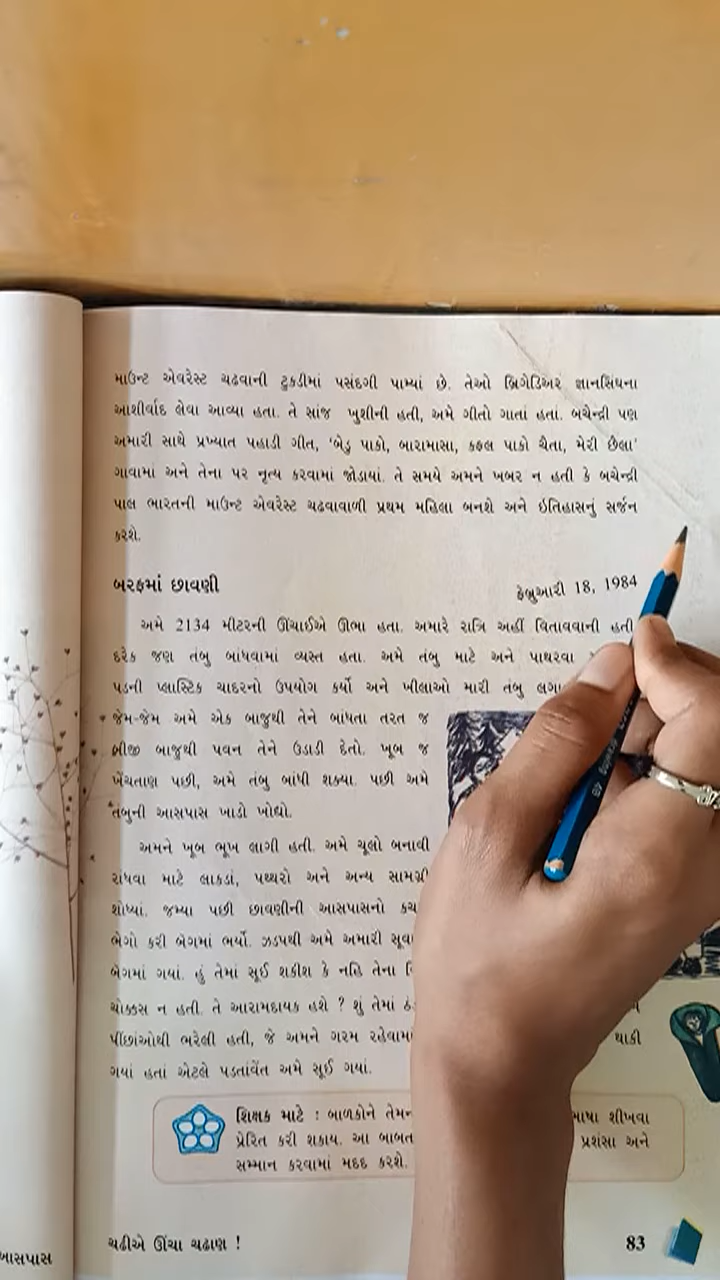 માઉન્ટ એવરેસ્ટ ચઢવાની ટુકડીમાં પસંદગી પામ્યાં છે. તેઓ બ્રિગેડિઅર જ્ઞાનસિંઘના
આશીર્વાદ લેવા આવ્યા હતા. તે સાંજ ખુશીની હતી, અમે ગીતો ગાતાં હતાં. બચેન્દ્રી પણ
અમારી સાથે પ્રખ્યાત પહાડી ગીત, ‘બેડુ પાકો, બારામાસા, કફલ પાકો ચૈતા, મેરી છૈલા’
ગાવામાં અને તેના પર નૃત્ય કરવામાં જોડાયાં. તે સમયે અમને ખબર ન હતી કે બચેન્દ્રી
પાલ ભારતની માઉન્ટ એવરેસ્ટ ચઢવાવાળી પ્રથમ મહિલા બનશે અને ઇતિહાસનું સર્જન
કરશે.
બરફમાં છાવણી
ફેબ્રુઆરી 18, 1984
અમે 2134 મીટરની ઊંચાઈએ ઊભા હતા. અમારે રાત્રિ અહીં વિતાવવાની હતી
દરેક જણ તંબુ બાંધવામાં વ્યસ્ત હતા. અમે તંબુ માટે અને પાથરવા
પડની પ્લાસ્ટિક ચાદરનો ઉપયોગ કર્યો અને ખીલાઓ મારી તંબુ
જેમ-જેમ અમે એક બાજુથી તેને બાંધતા તરત જ
બીજી બાજુથી પવન તેને ઉડાડી દેતો. ખૂબ જ
ખેંચતાણ પછી, અમે તંબુ બાંધી શક્યા. પછી અમે
તંબુની આસપાસ ખાડો ખોદ્યો.
અમને ખૂબ ભૂખ લાગી હતી. અમે ચૂલો બનાવી
રાંધવા માટે લાકડાં, પથ્થરો અને અન્ય સામગ્રી
શોધ્યાં. જમ્યા પછી છાવણીની આસપાસનો
ભેગો કરી બેગમાં ભર્યો. ઝડપથી અમે અમારી
બેગમાં ગયાં. હું તેમાં સૂઈ શકીશ કે નહિ તેના
ચોક્કસ ન હતી. તે આરામદાયક હશે ? શું તેમાં
પીંછાંઓથી ભરેલી હતી, જે અમને ગરમ થાકી
ગયાં હતાં એટલે પડતાંવેંત અમે સૂઈ ગયાં.
શિક્ષક માટે : બાળકોને શીખવા
પ્રેરિત કરી શકાય. આ બાબત પ્રશંસા અને
સમ્માન કરવામાં મદદ કરશે.
ચઢીએ ઊંચા ચઢાણ !
83
આસપાસ